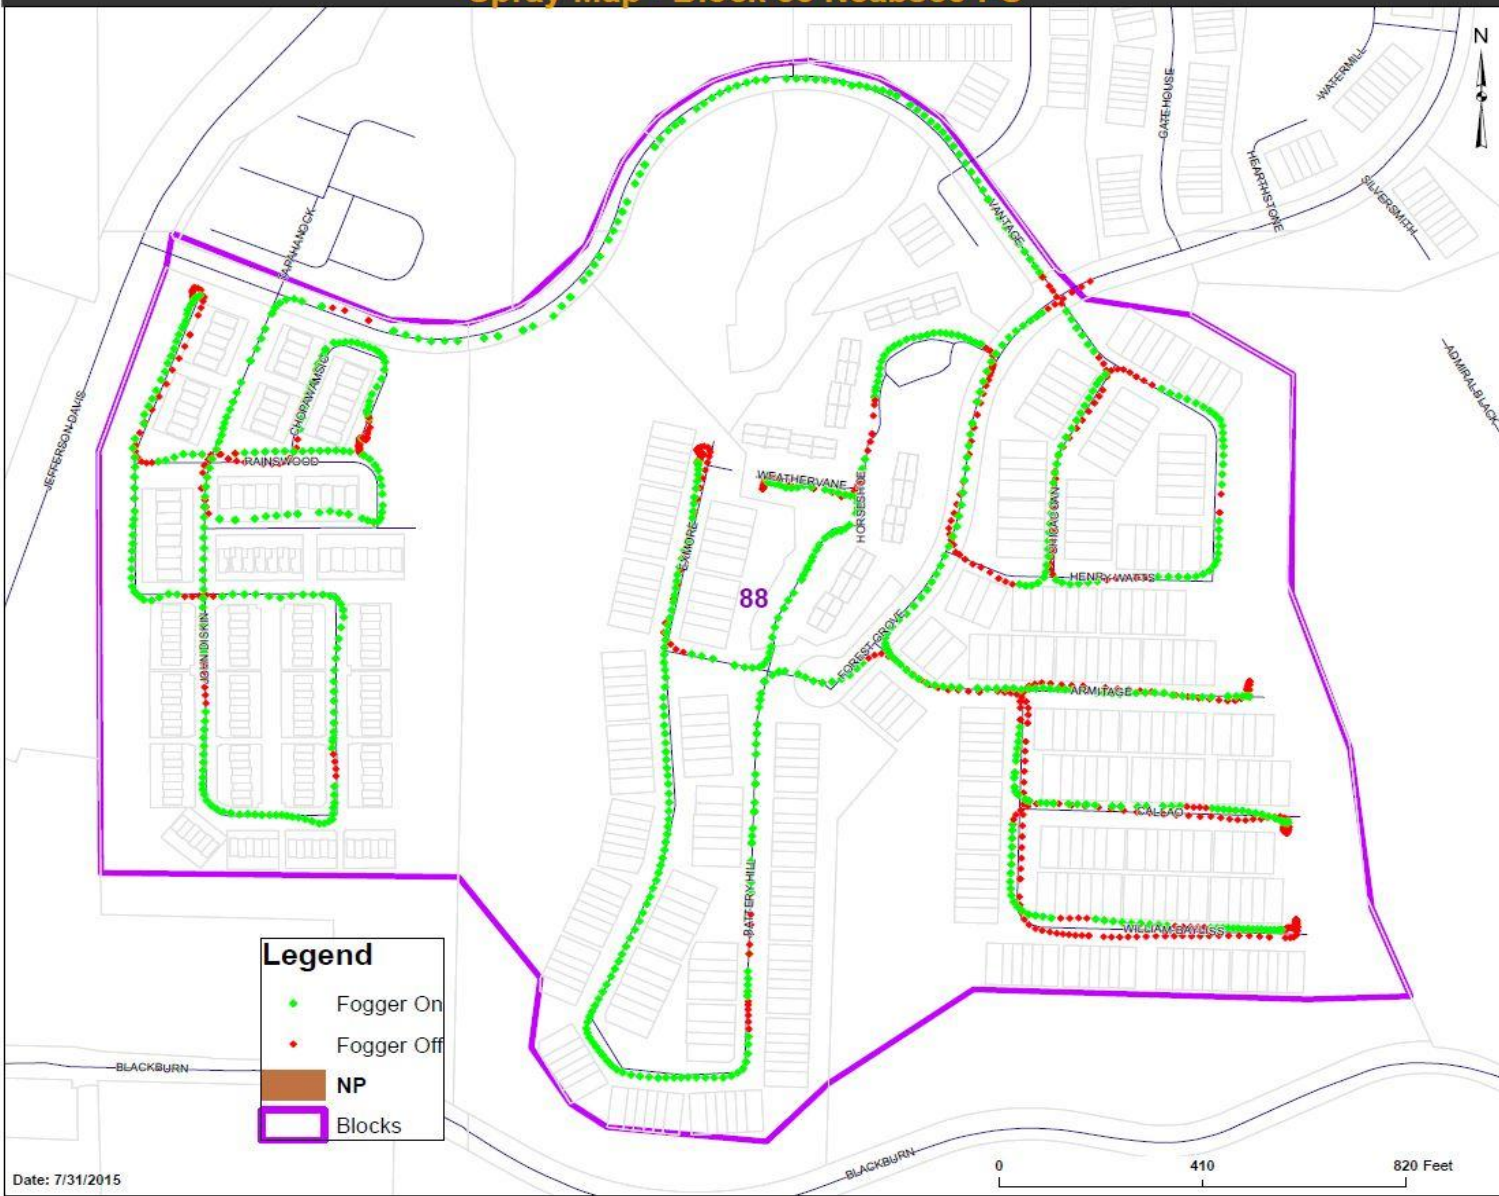 N
WATERMILL
GATEHOUSE
HEARTHSTONE
SILVERSMITH
VANTAGE
ADMIRAL BLACK
JEFFERSON DAVIS
CHOPAWAMSIC
RAINSWOOD
WEATHERVANE
HORSESHOE
EXMORE
HENRY WATTS
88
JOHN DISKIN
FOREST GROVE
ARMITAGE
CALFAO
BATTERY HILL
WILLIAM BAYLISS
Legend
Fogger On
Fogger Off
NP
Blocks
BLACKBURN
BLACKBURN
Date: 7/31/2015
0 410 820 Feet